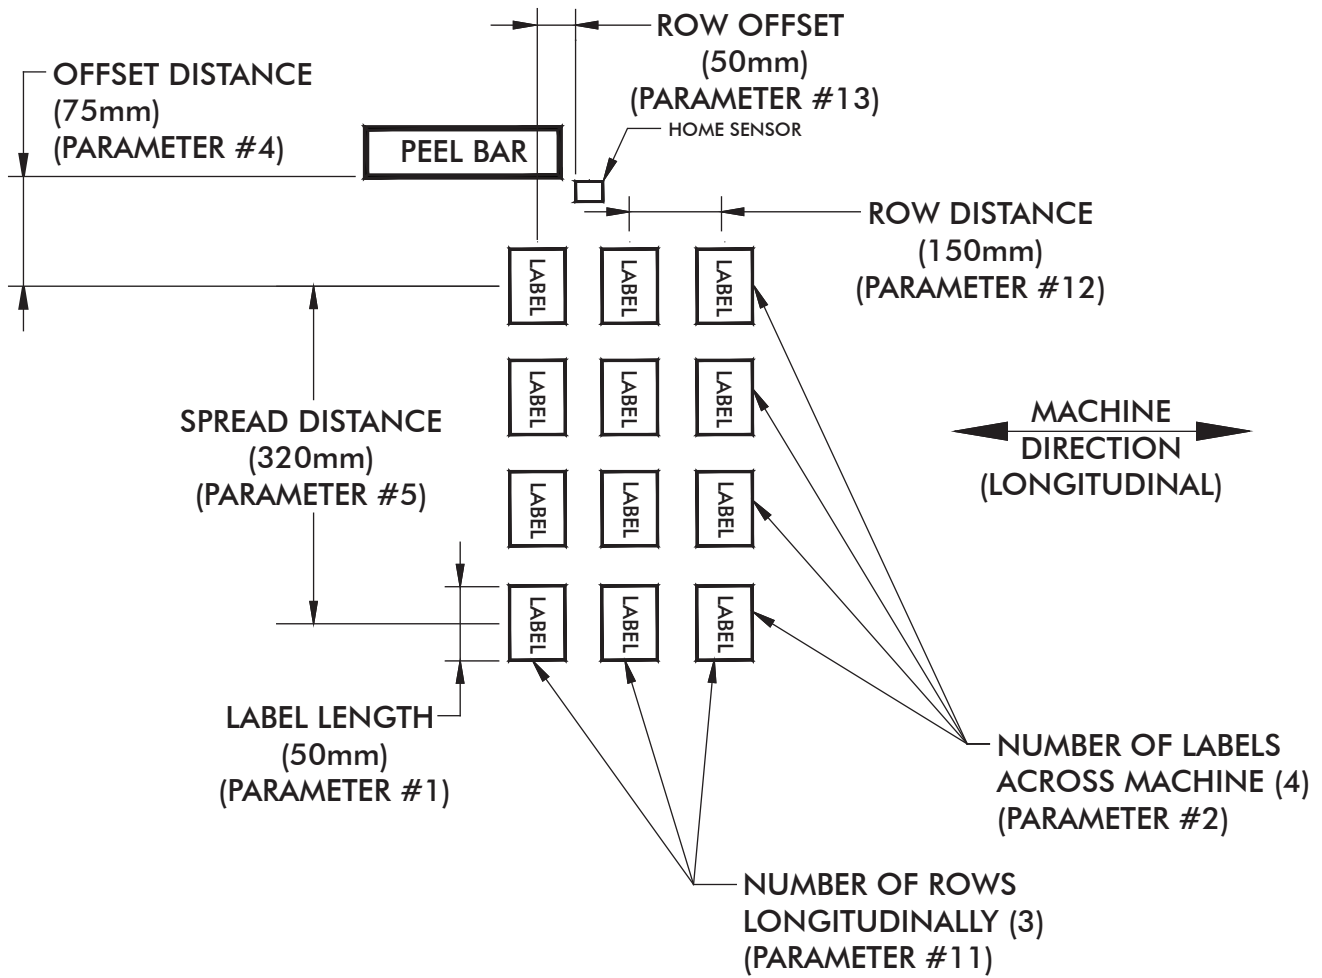 ROW OFFSET
(50mm)
(PARAMETER #13)
OFFSET DISTANCE
(75mm)
(PARAMETER #4)
HOME SENSOR
PEEL BAR
ROW DISTANCE
(150mm)
(PARAMETER #12)
LABEL
LABEL
LABEL
LABEL
LABEL
LABEL
SPREAD DISTANCE
(320mm)
(PARAMETER #5)
MACHINE
DIRECTION
(LONGITUDINAL)
LABEL
LABEL
LABEL
LABEL
LABEL
LABEL
LABEL LENGTH
(50mm)
(PARAMETER #1)
NUMBER OF LABELS
ACROSS MACHINE (4)
(PARAMETER #2)
NUMBER OF ROWS
LONGITUDINALLY (3)
(PARAMETER #11)